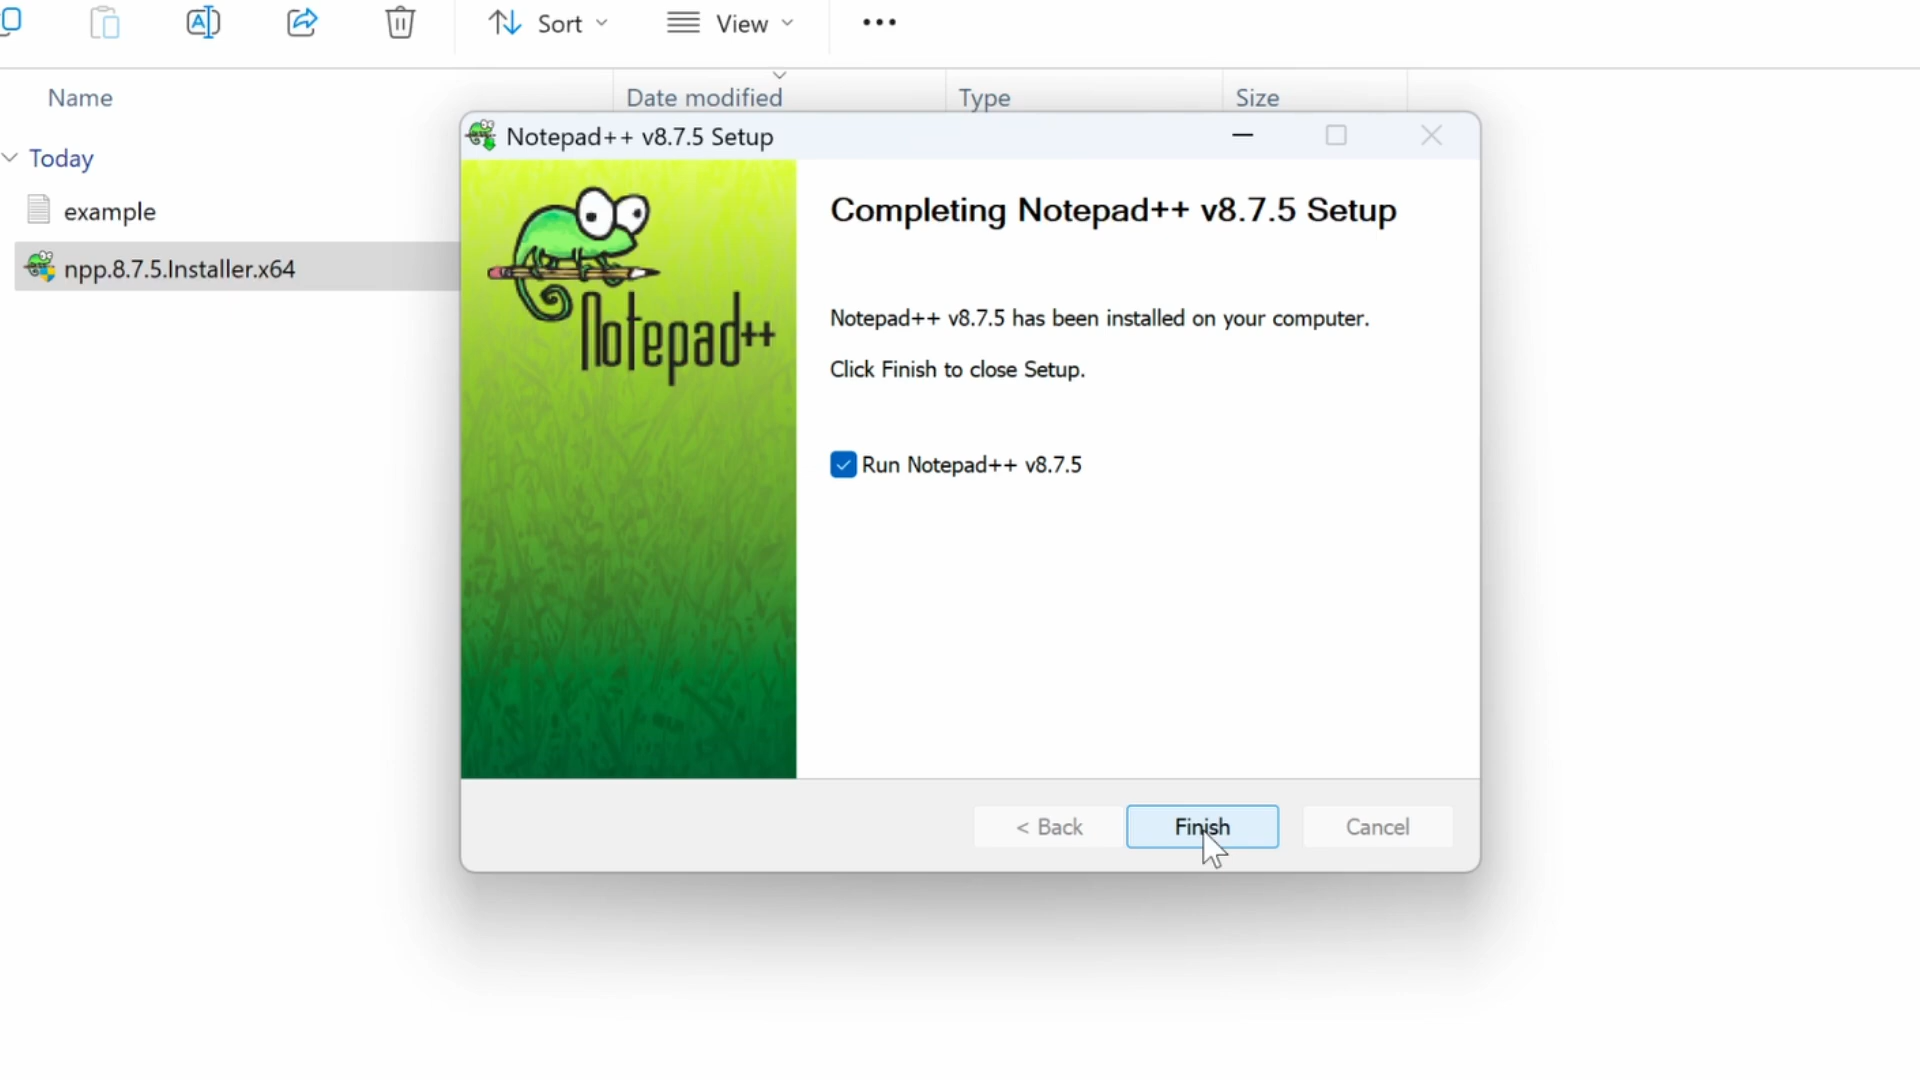 Sort
View
Name
Date modified
Type
Size
Today
example
npp.8.7.5.Installer.x64
Notepad++ v8.7.5 Setup
Notepad++
Completing Notepad++ v8.7.5 Setup
Notepad++ v8.7.5 has been installed on your computer.
Click Finish to close Setup.
Run Notepad++ v8.7.5
< Back
Finish
Cancel